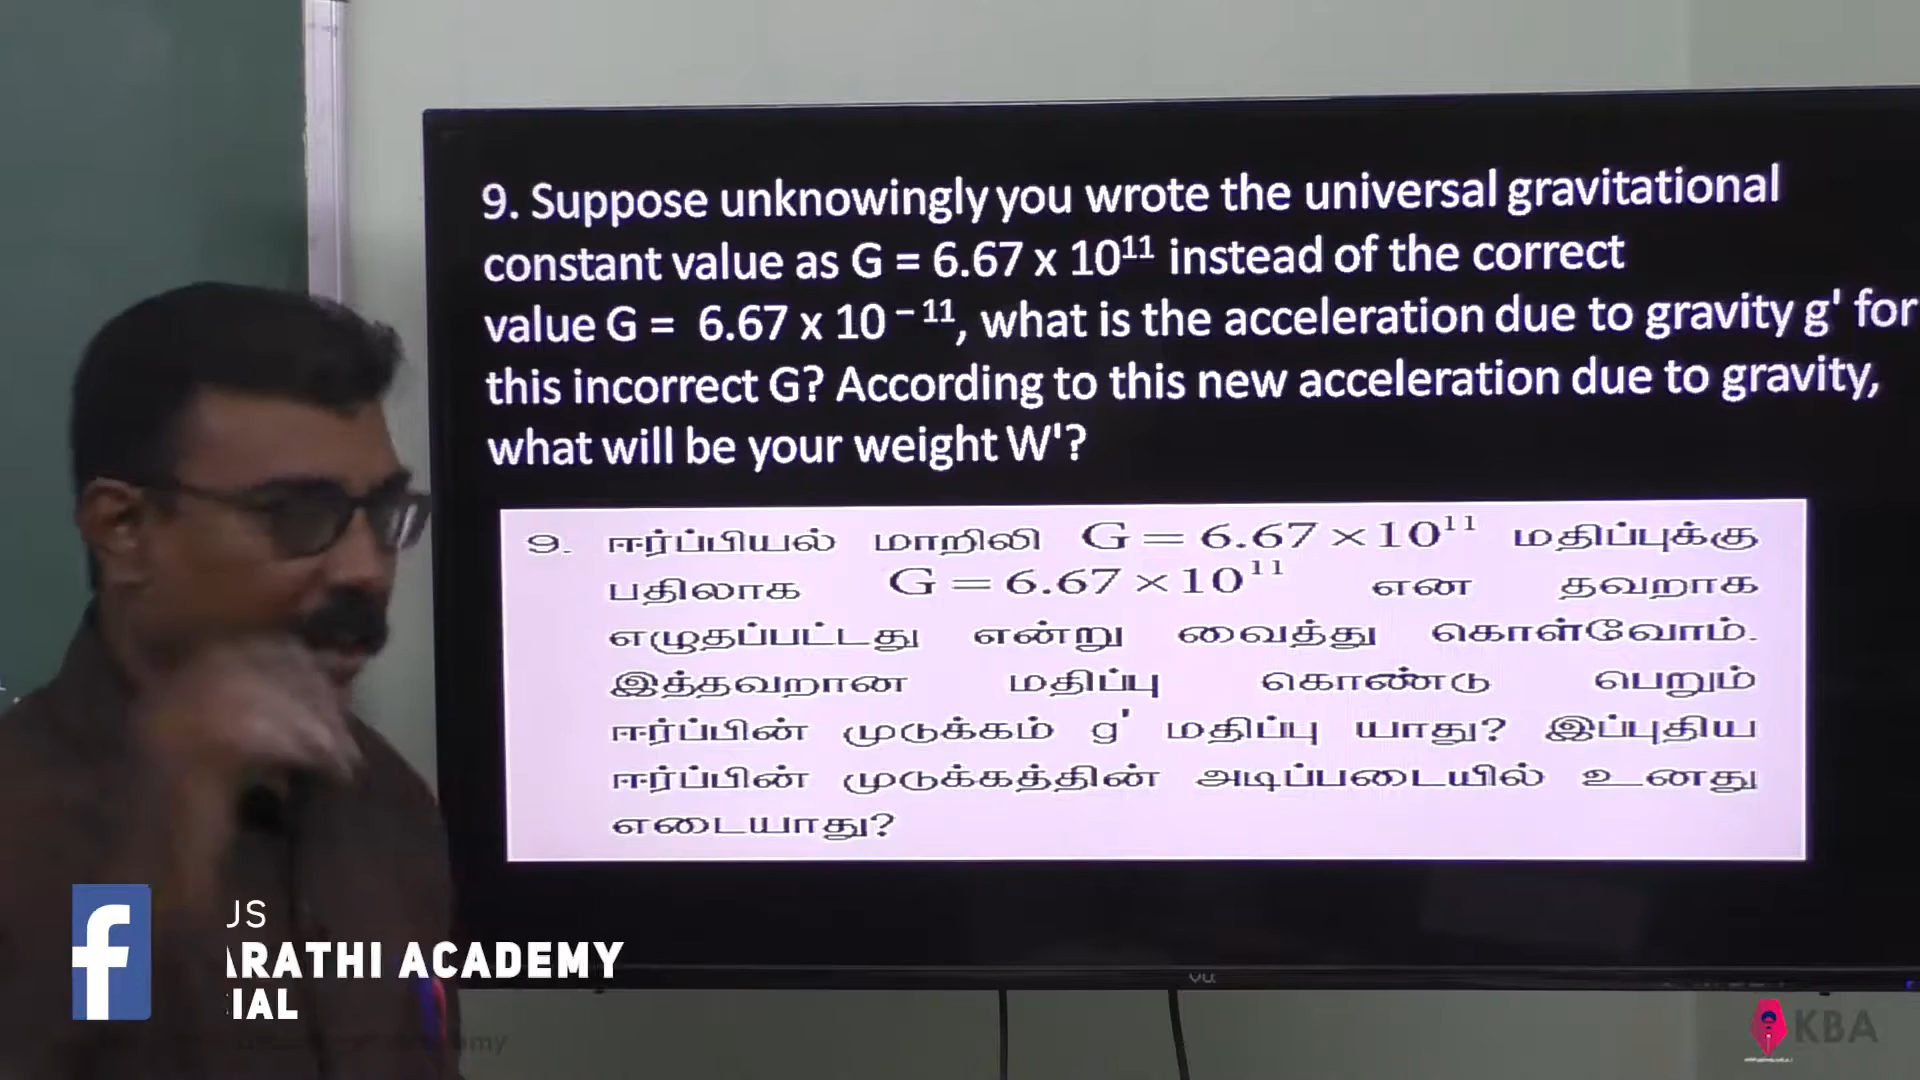 9. Suppose unknowingly you wrote the universal gravitational
constant value as G = 6.67 x 10¹¹ instead of the correct
value G = 6.67 x 10 ⁻ ¹¹, what is the acceleration due to gravity g' for
this incorrect G? According to this new acceleration due to gravity,
what will be your weight W'?
9. ஈர்ப்பியல் மாறிலி G = 6.67 × 10¹¹ மதிப்புக்கு
பதிலாக G = 6.67 × 10¹¹ என தவறாக
எழுதப்பட்டது என்று வைத்து கொள்வோம்.
இத்தவறான மதிப்பு கொண்டு பெறும்
ஈர்ப்பின் முடுக்கம் g' மதிப்பு யாது? இப்புதிய
ஈர்ப்பின் முடுக்கத்தின் அடிப்படையில் உனது
எடையாது?
f
US
ARATHI ACADEMY
IAL
KBA